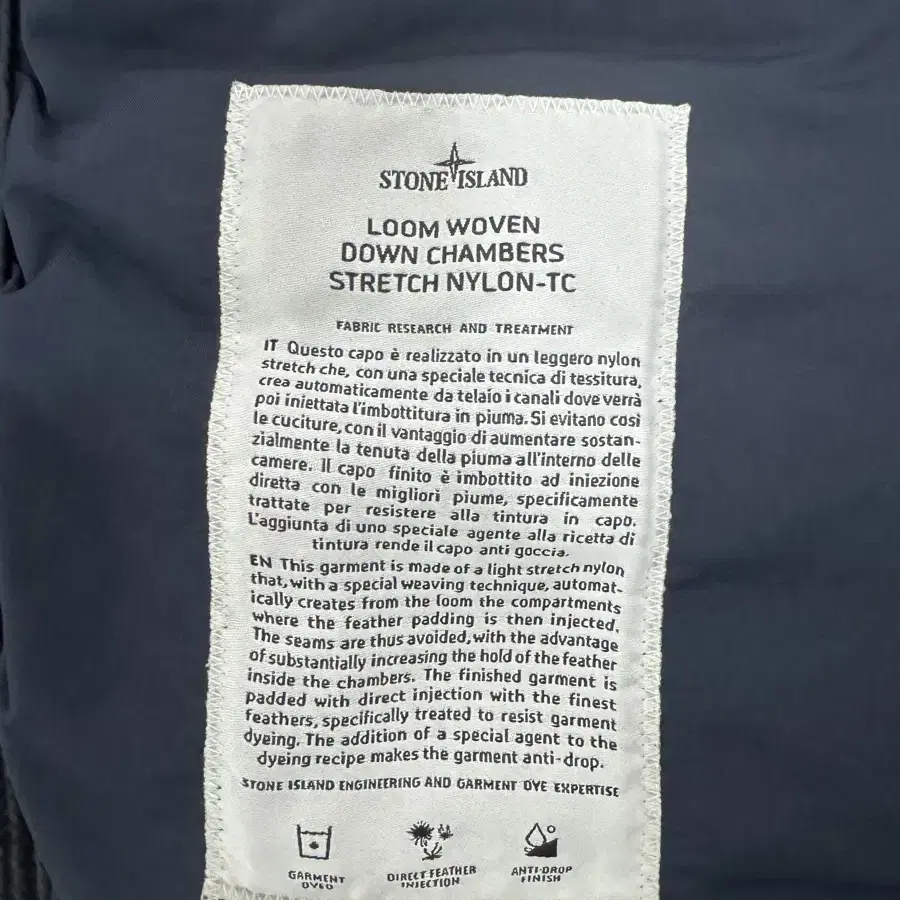 STONE ISLAND
LOOM WOVEN
DOWN CHAMBERS
STRETCH NYLON-TC
FABRIC RESEARCH AND TREATMENT
IT Questo capo è realizzato in un leggero nylon
stretch che, con una speciale tecnica di tessitura,
crea automaticamente da telaio i canali dove verrà
poi iniettata l'imbottitura in piuma. Si evitano così
le cuciture, con il vantaggio di aumentare sostan-
zialmente la tenuta della piuma all'interno delle
camere. Il capo finito è imbottito ad iniezione
diretta con le migliori piume, specificamente
trattate per resistere alla tintura in capo.
L'aggiunta di uno speciale agente alla ricetta di
tintura rende il capo anti goccia.
EN This garment is made of a light stretch nylon
that, with a special weaving technique, automat-
ically creates from the loom the compartments
where the feather padding is then injected.
The seams are thus avoided, with the advantage
of substantially increasing the hold of the feather
inside the chambers. The finished garment is
padded with direct injection with the finest
feathers, specifically treated to resist garment
dyeing. The addition of a special agent to the
dyeing recipe makes the garment anti-drop.
STONE ISLAND ENGINEERING AND GARMENT DYE EXPERTISE
GARMENT
DYED
DIRECT FEATHER
INJECTION
ANTI-DROP
FINISH